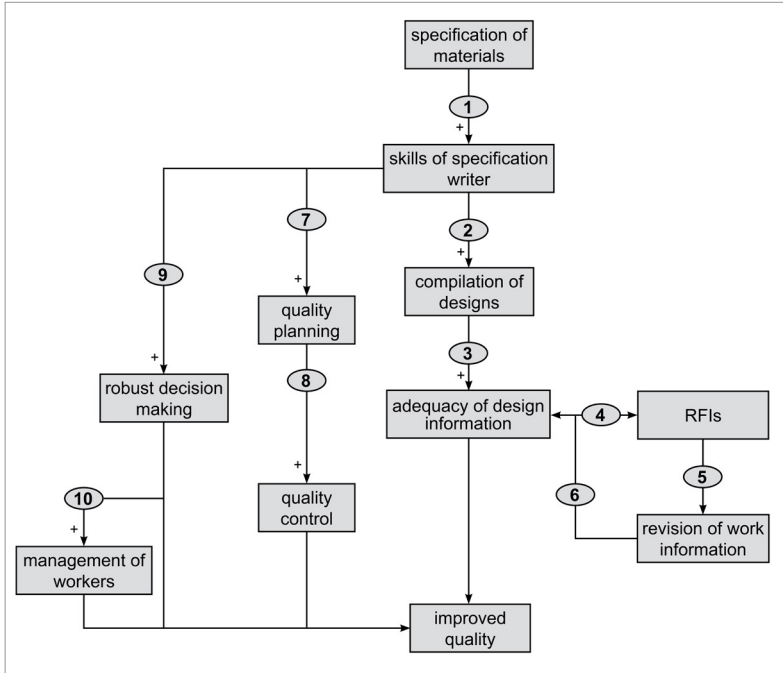 specification of
materials
1
+
skills of specification
writer
7
2
9
+
+
compilation of
designs
quality
planning
+
3
8
+
robust decision
making
adequacy of design
information
4
RFIs
+
10
6
5
+
quality
control
management of
workers
revision of work
information
improved
quality